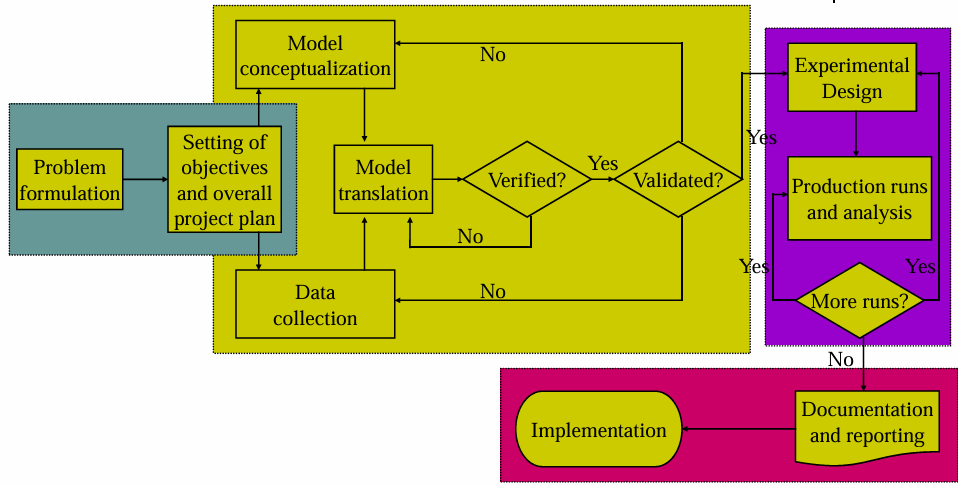 Model
conceptualization
No
Experimental
Design
Yes
Problem
formulation
Setting of
objectives
and overall
project plan
Model
translation
Verified?
Yes
Validated?
No
Production runs
and analysis
Data
collection
No
Yes
Yes
More runs?
No
Implementation
Documentation
and reporting